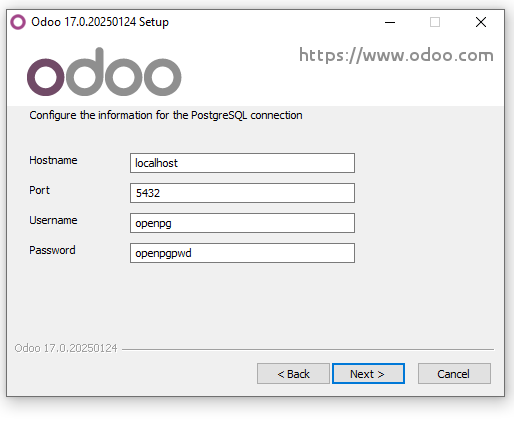 Odoo 17.0.20250124 Setup
odoo
https://www.odoo.com
Configure the information for the PostgreSQL connection
Hostname
localhost
Port
5432
Username
openpg
Password
openpgpwd
Odoo 17.0.20250124
< Back
Next >
Cancel